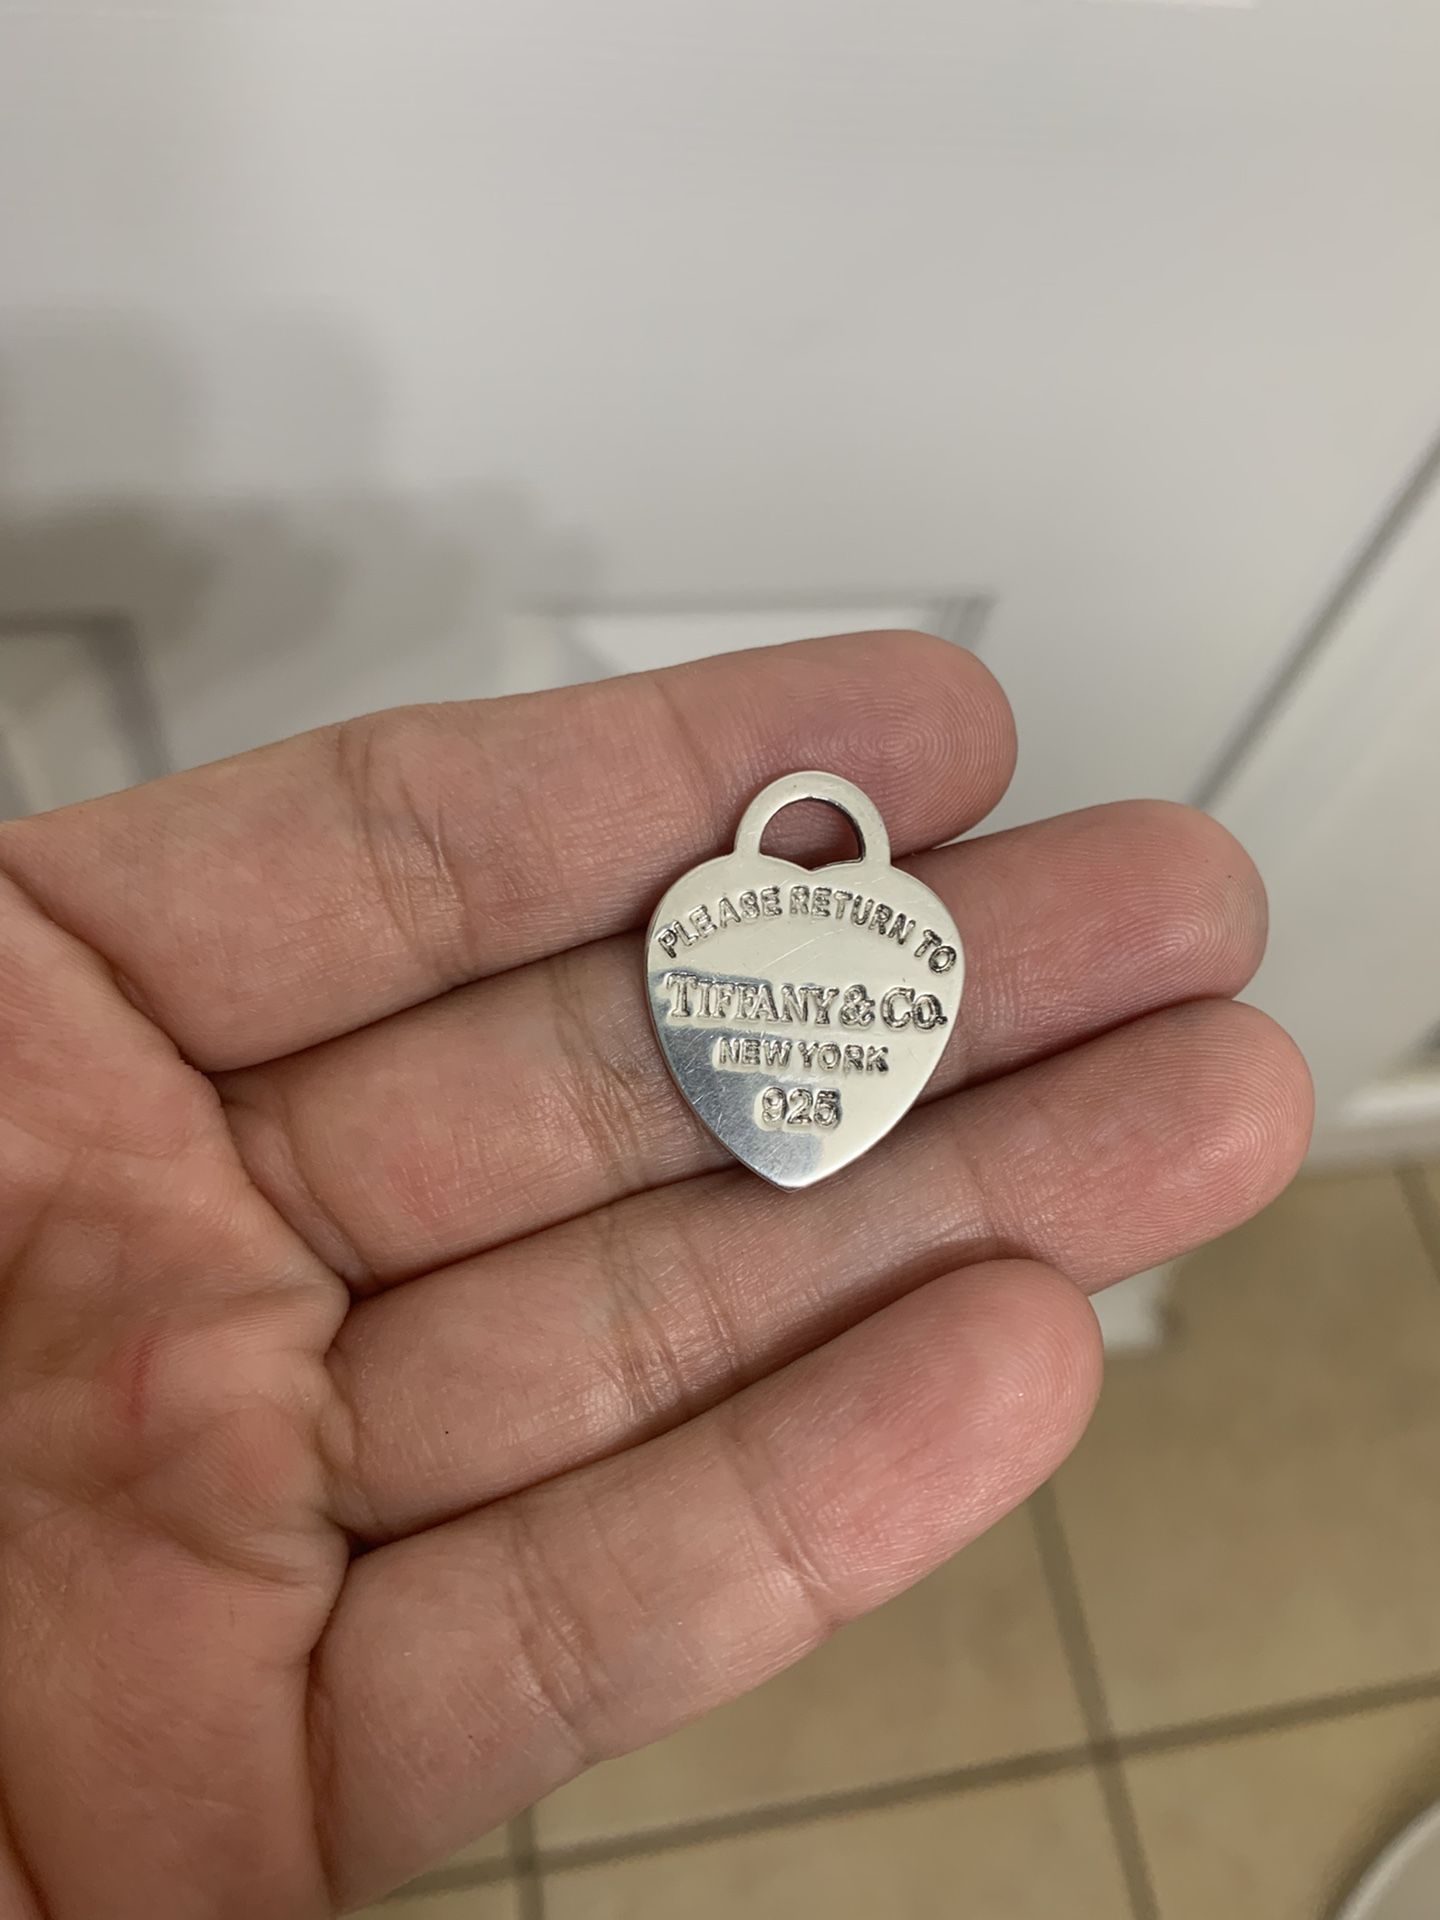 PLEASE RETURN TO
TIFFANY & CO.
NEW YORK
925